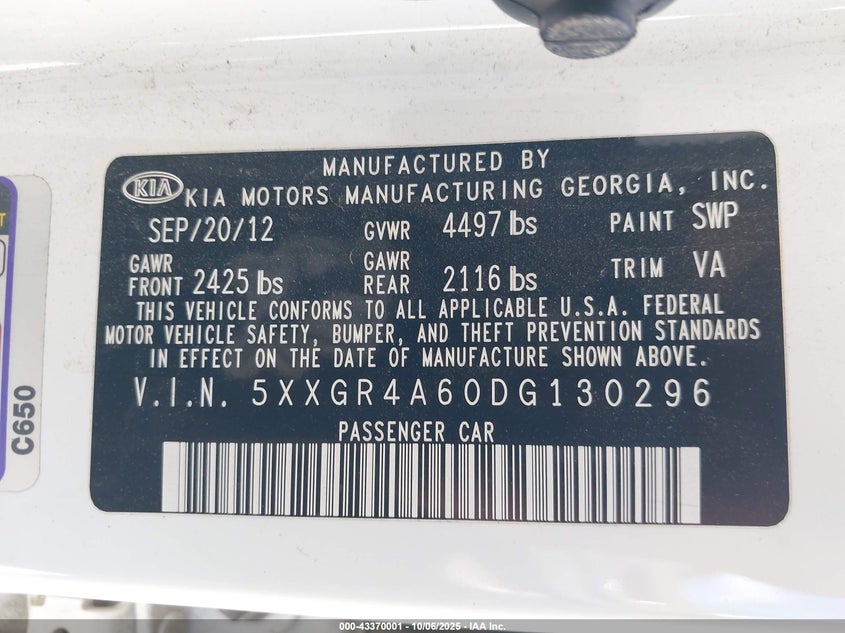 MANUFACTURED BY
KIA KIA MOTORS MANUFACTURING GEORGIA, INC.
SEP/20/12 GVWR 4497 lbs PAINT SWP
GAWR FRONT 2425 lbs GAWR REAR 2116 lbs TRIM VA
THIS VEHICLE CONFORMS TO ALL APPLICABLE U.S.A. FEDERAL
MOTOR VEHICLE SAFETY, BUMPER, AND THEFT PREVENTION STANDARDS
IN EFFECT ON THE DATE OF MANUFACTURE SHOWN ABOVE.
V.I.N. 5XXGR4A60DG130296
PASSENGER CAR
C650
000-43370001 - 10/06/2025 - IAA Inc.